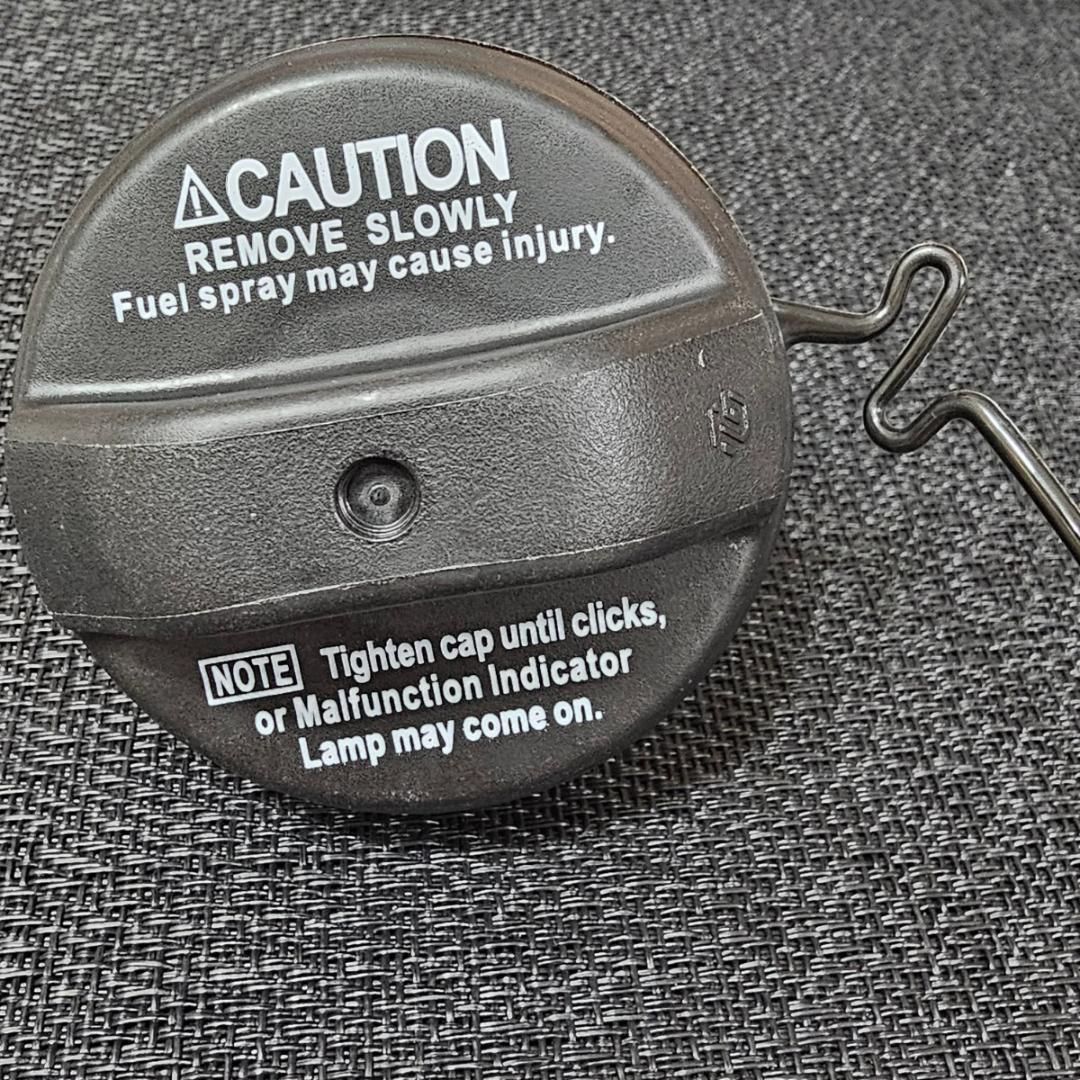 CAUTION
REMOVE SLOWLY
Fuel spray may cause injury.
NOTE Tighten cap until clicks,
or Malfunction Indicator
Lamp may come on.